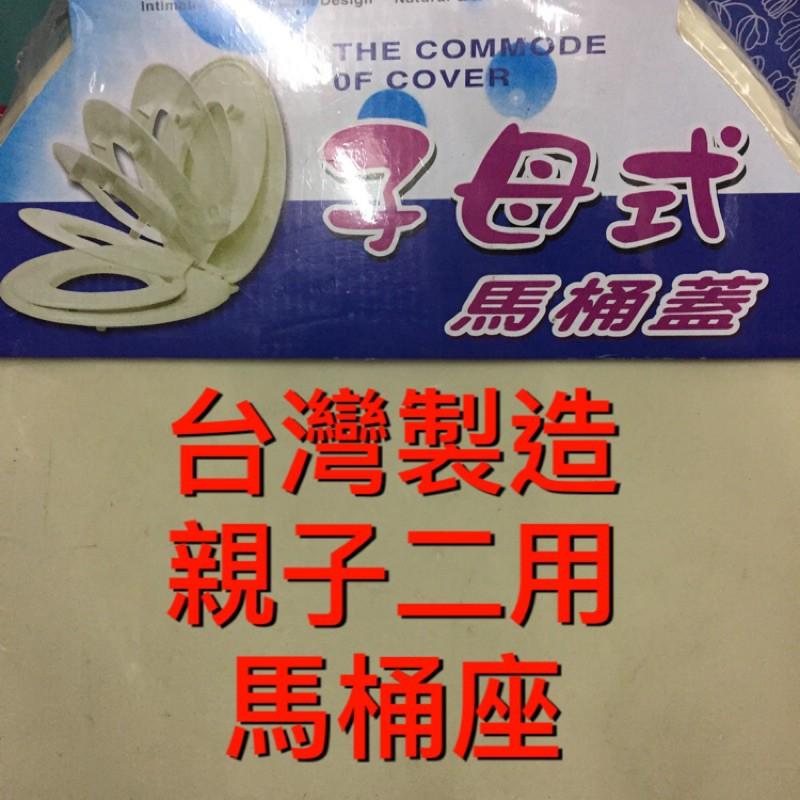 Design
THE COMMODE
OF COVER
子母式
馬桶蓋
台灣製造
親子二用
馬桶座